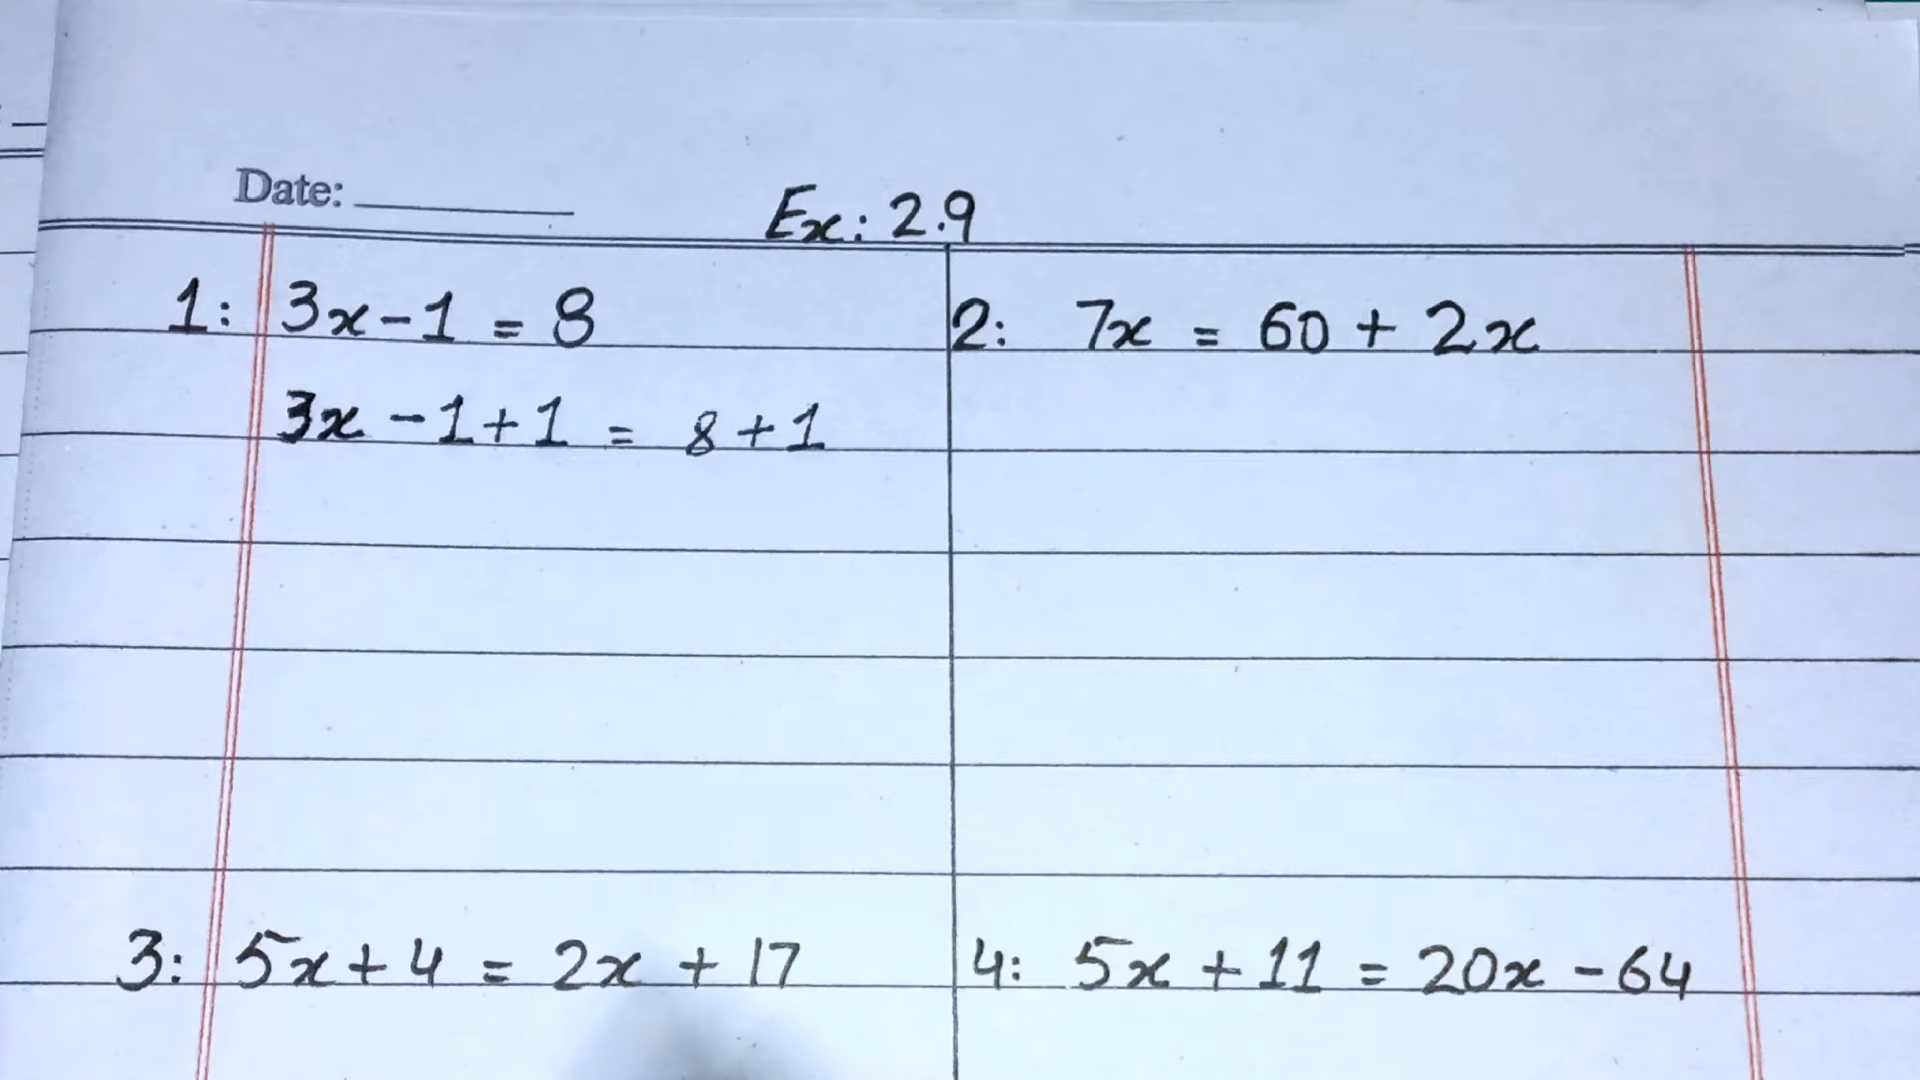 Date:
Ex: 2.9
1: 3x - 1 = 8
3x - 1 + 1 = 8 + 1
2: 7x = 60 + 2x
3: 5x + 4 = 2x + 17
4: 5x + 11 = 20x - 64